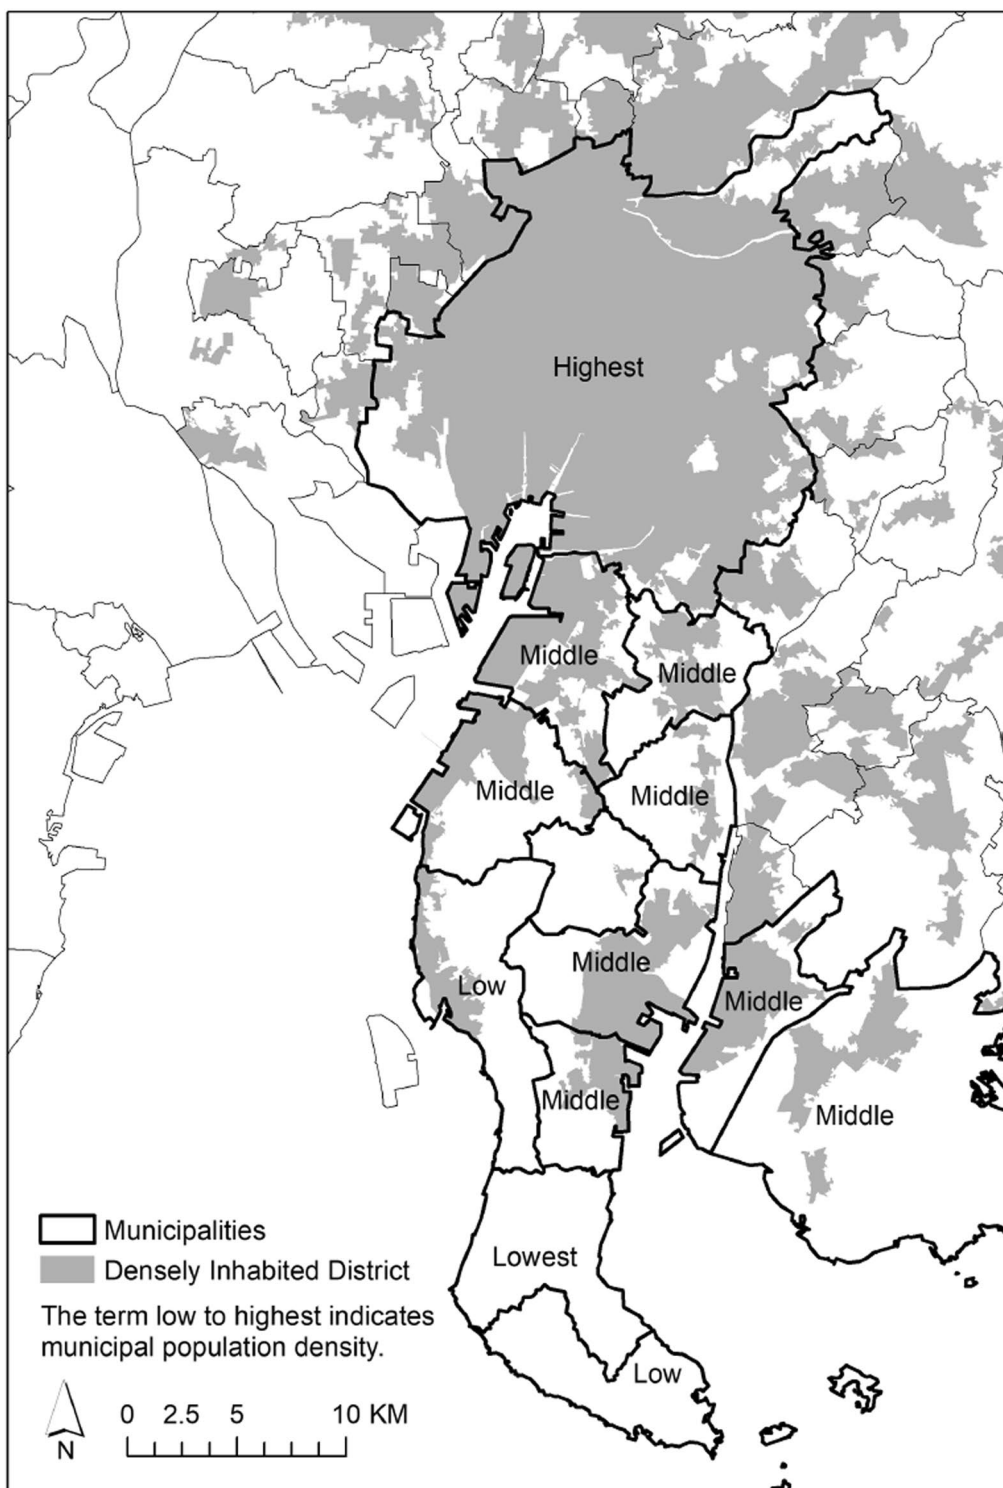 Highest
Middle
Middle
Middle
Middle
Middle
Low
Middle
Middle
Middle
Lowest
Low
Municipalities
Densely Inhabited District
The term low to highest indicates
municipal population density.
N
0 2.5 5 10 KM